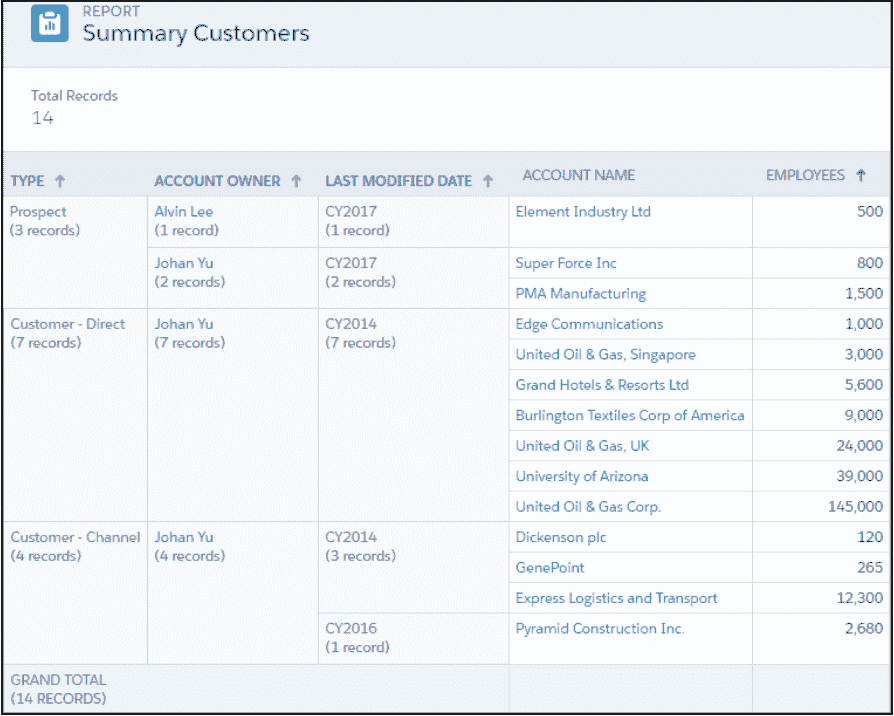 REPORT
Summary Customers
Total Records
14
TYPE ↑ ACCOUNT OWNER ↑ LAST MODIFIED DATE ↑ ACCOUNT NAME EMPLOYEES ↑
Prospect Alvin Lee CY2017 Element Industry Ltd 500
(3 records) (1 record) (1 record)
Johan Yu CY2017 Super Force Inc 800
(2 records) (2 records)
PMA Manufacturing 1,500
Customer - Direct Johan Yu CY2014 Edge Communications 1,000
(7 records) (7 records) (7 records)
United Oil & Gas, Singapore 3,000
Grand Hotels & Resorts Ltd 5,600
Burlington Textiles Corp of America 9,000
United Oil & Gas, UK 24,000
University of Arizona 39,000
United Oil & Gas Corp. 145,000
Customer - Channel Johan Yu CY2014 Dickenson plc 120
(4 records) (4 records) (3 records)
GenePoint 265
Express Logistics and Transport 12,300
CY2016 Pyramid Construction Inc. 2,680
(1 record)
GRAND TOTAL
(14 RECORDS)